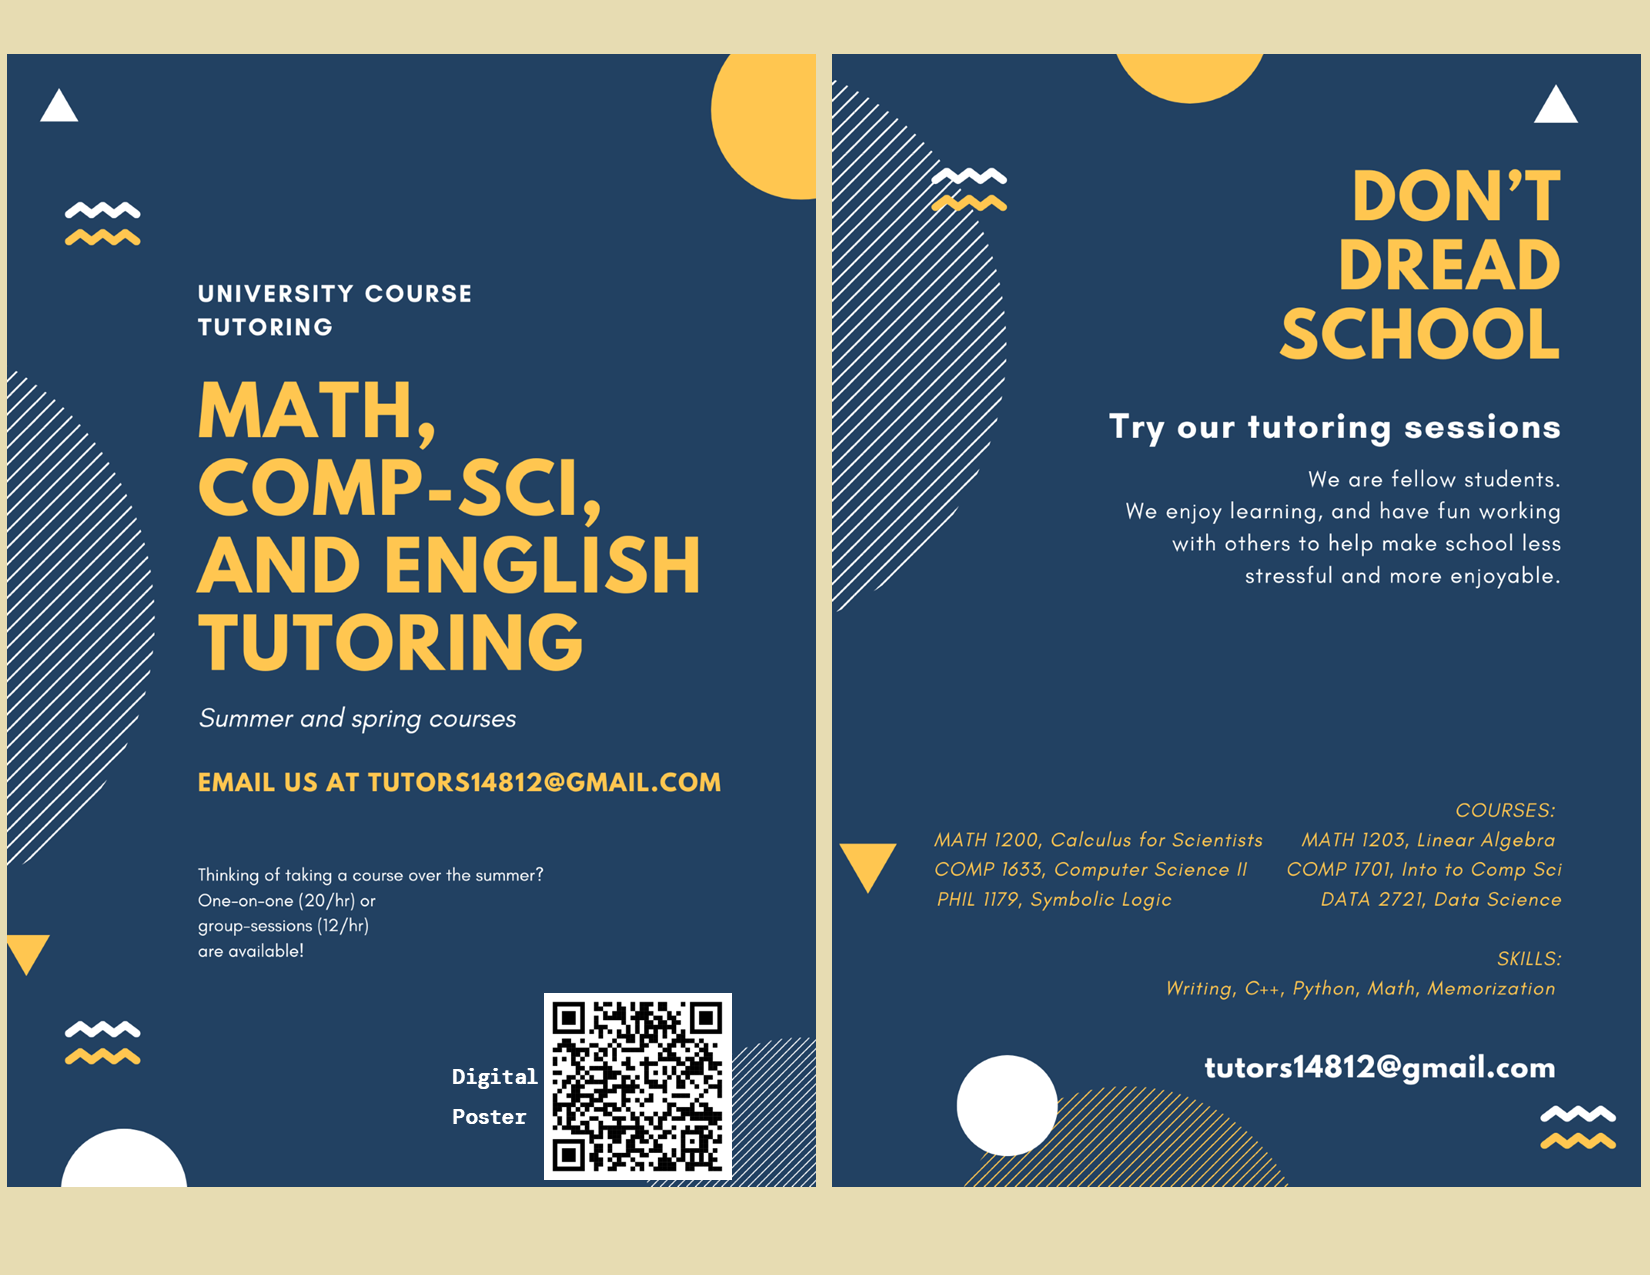 UNIVERSITY COURSE
TUTORING
MATH,
COMP-SCI,
AND ENGLISH
TUTORING
Summer and spring courses
EMAIL US AT TUTORS14812@GMAIL.COM
Thinking of taking a course over the summer?
One-on-one (20/hr) or
group-sessions (12/hr)
are available!
Digital
Poster
DON'T
DREAD
SCHOOL
Try our tutoring sessions
We are fellow students.
We enjoy learning, and have fun working
with others to help make school less
stressful and more enjoyable.
COURSES:
MATH 1200, Calculus for Scientists MATH 1203, Linear Algebra
COMP 1633, Computer Science II COMP 1701, Into to Comp Sci
PHIL 1179, Symbolic Logic DATA 2721, Data Science
SKILLS:
Writing, C++, Python, Math, Memorization
tutors14812@gmail.com